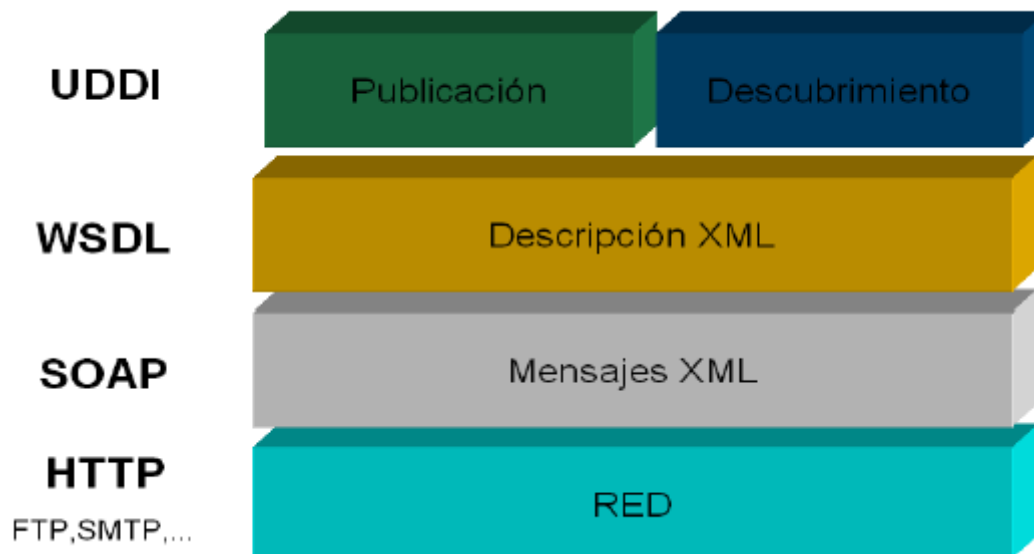 UDDI
Publicación
Descubrimiento
WSDL
Descripción XML
SOAP
Mensajes XML
HTTP
FTP,SMTP,...
RED